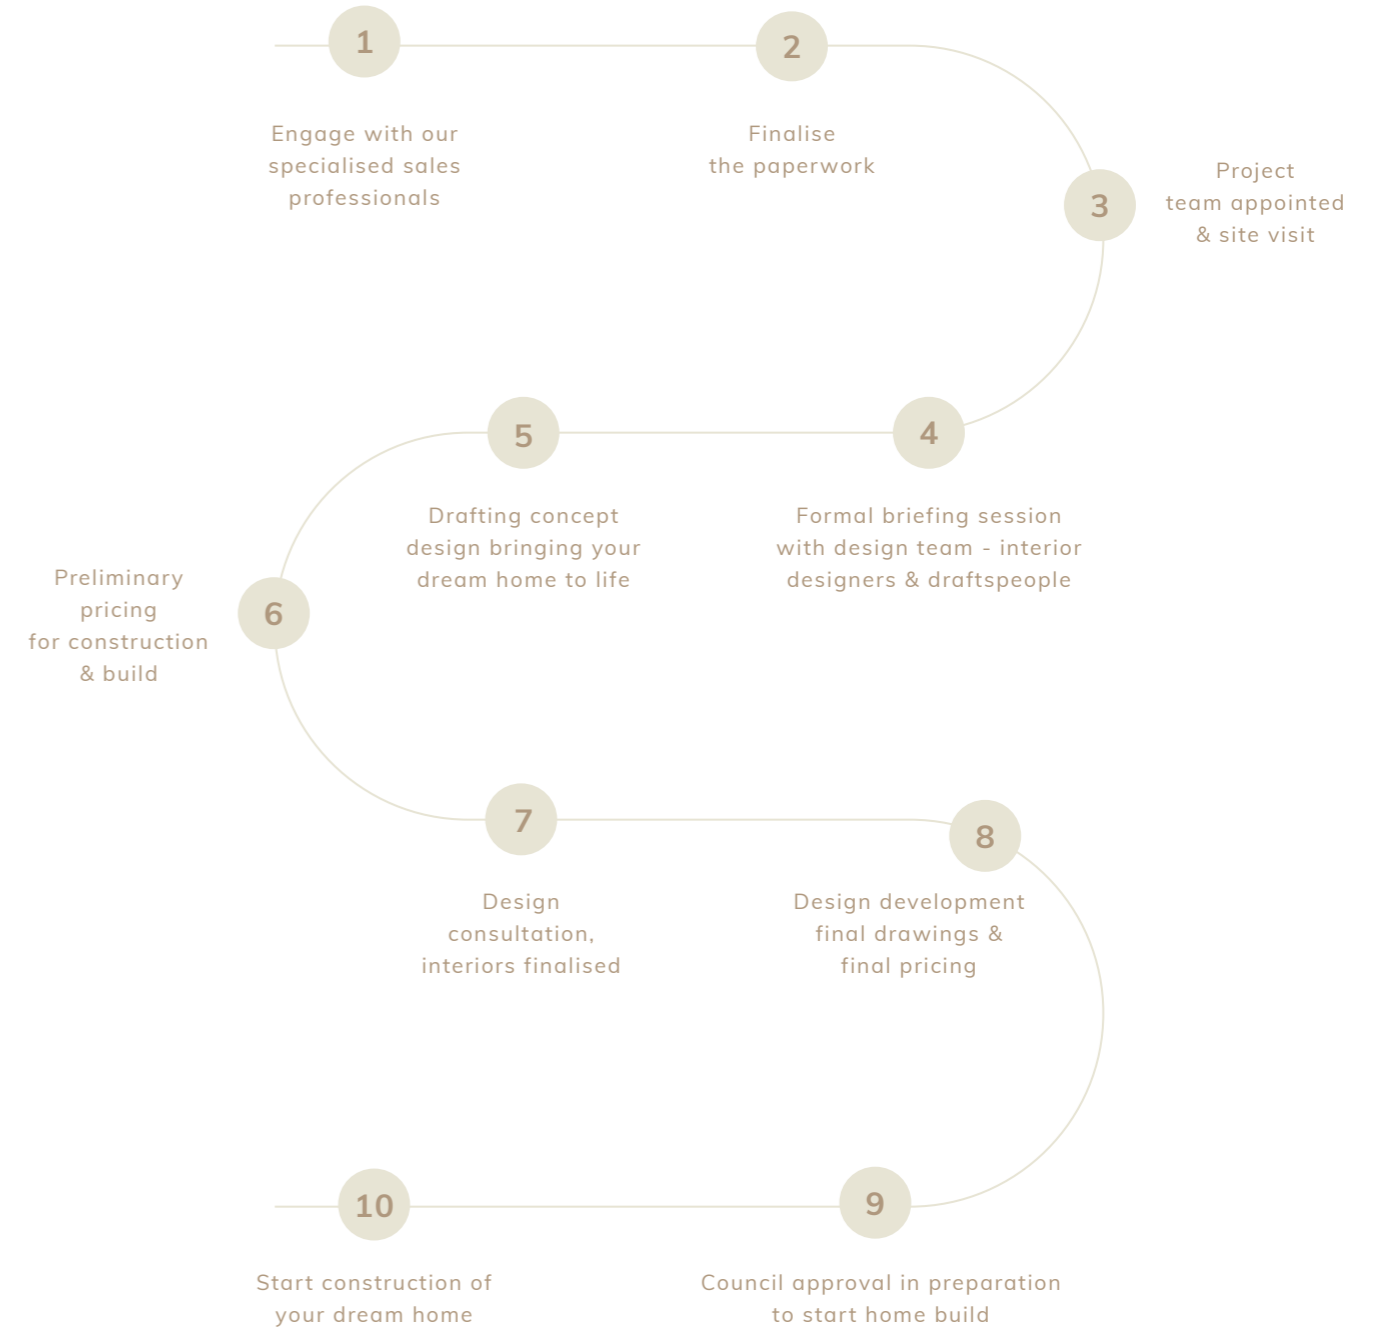 1
Engage with our
specialised sales
professionals
2
Finalise
the paperwork
3
Project
team appointed
& site visit
4
Formal briefing session
with design team - interior
designers & draftspeople
5
Drafting concept
design bringing your
dream home to life
6
Preliminary
pricing
for construction
& build
7
Design
consultation,
interiors finalised
8
Design development
final drawings &
final pricing
9
Council approval in preparation
to start home build
10
Start construction of
your dream home